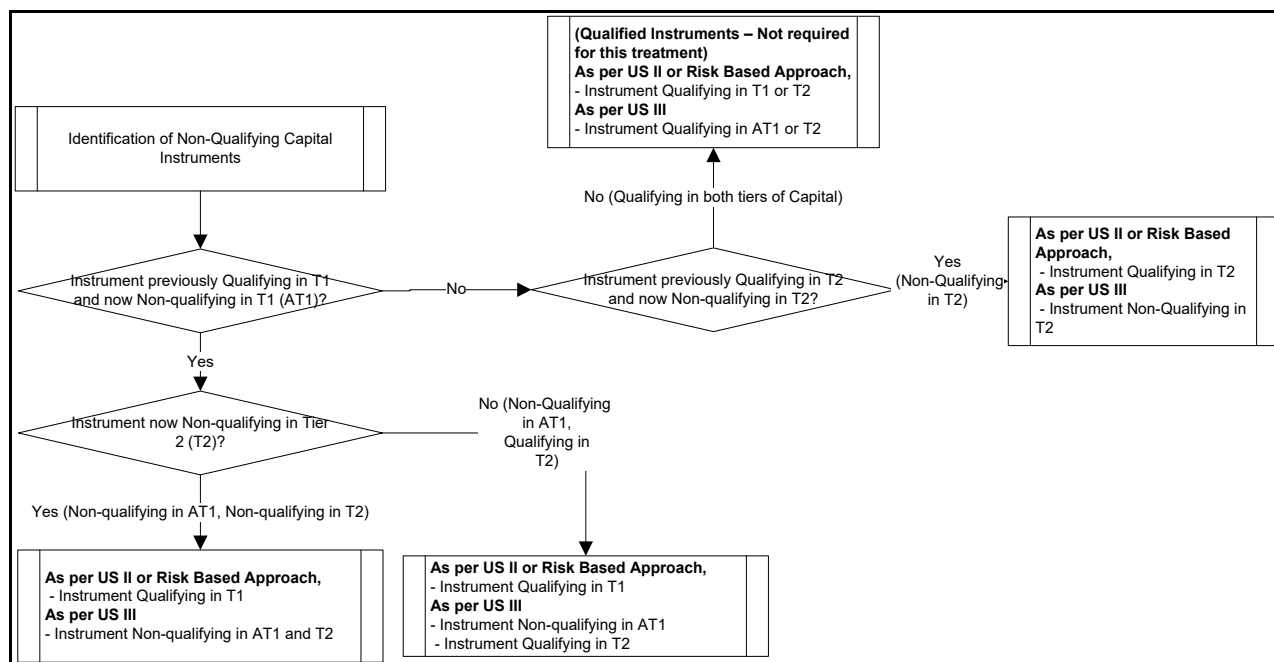 (Qualified Instruments – Not required
for this treatment)
As per US II or Risk Based Approach,
- Instrument Qualifying in T1 or T2
As per US III
- Instrument Qualifying in AT1 or T2
Identification of Non-Qualifying Capital
Instruments
No (Qualifying in both tiers of Capital)
Instrument previously Qualifying in T1
and now Non-qualifying in T1 (AT1)?
No
Instrument previously Qualifying in T2
and now Non-qualifying in T2?
Yes
(Non-Qualifying
in T2)
As per US II or Risk Based
Approach,
- Instrument Qualifying in T2
As per US III
- Instrument Non-Qualifying in
T2
Yes
Instrument now Non-qualifying in Tier
2 (T2)?
No (Non-Qualifying
in AT1,
Qualifying in
T2)
Yes (Non-qualifying in AT1, Non-qualifying in T2)
As per US II or Risk Based Approach,
- Instrument Qualifying in T1
As per US III
- Instrument Non-qualifying in AT1 and T2
As per US II or Risk Based Approach,
- Instrument Qualifying in T1
As per US III
- Instrument Non-qualifying in AT1
- Instrument Qualifying in T2